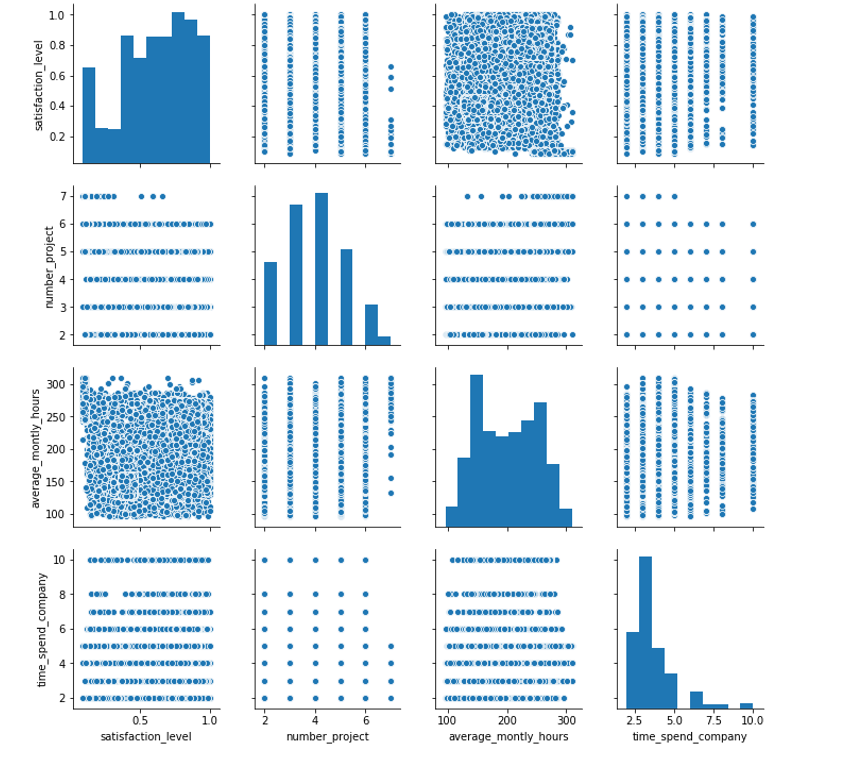 satisfaction_level
1.0
0.8
0.6
0.4
0.2
number_project
7
6
5
4
3
2
average_montly_hours
300
250
200
150
100
time_spend_company
10
8
6
4
2
0.5 1.0
2 4 6
100 200 300
2.5 5.0 7.5 10.0
satisfaction_level
number_project
average_montly_hours
time_spend_company